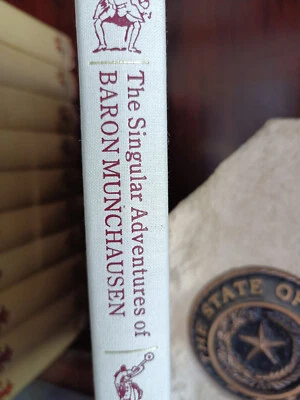 The Singular Adventures of
BARON MUNCHAUSEN
THE STATE OF